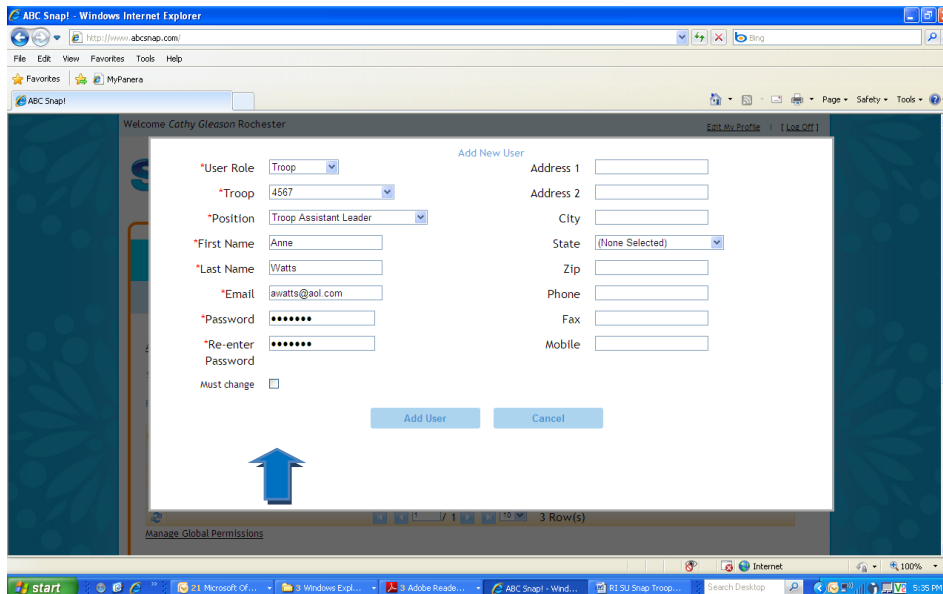 ABC Snap! - Windows Internet Explorer
http://www.abcsnap.com/
Bing
File Edit View Favorites Tools Help
Favorites MyPanera
ABC Snap!
Page Safety Tools
Welcome Cathy Gleason Rochester
Edit My Profile | [ Log Off ]
Add New User
*User Role Troop
Address 1
*Troop 4567
Address 2
*Position Troop Assistant Leader
City
*First Name Anne
State (None Selected)
*Last Name Watts
Zip
*Email awatts@aol.com
Phone
*Password •••••••
Fax
*Re-enter Password •••••••
Mobile
Must change
Add User Cancel
1 / 1 10 3 Row(s)
Manage Global Permissions
Internet 100%
start
21 Microsoft Of...
3 Windows Expl...
3 Adobe Reade...
ABC Snap! - Wind...
RI SU Snap Troop...
Search Desktop
5:35 PM